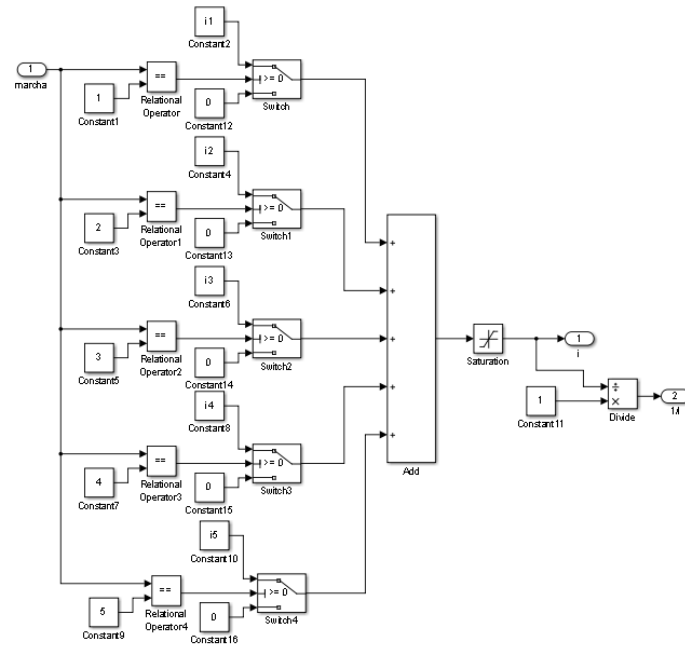 i1
Constant2
1
marcha
==
Relational
Operator
>= 0
Switch
1
Constant1
0
Constant12
i2
Constant4
==
Relational
Operator1
>= 0
Switch1
2
Constant3
0
Constant13
i3
Constant6
==
Relational
Operator2
>= 0
Switch2
3
Constant5
0
Constant14
i4
Constant8
==
Relational
Operator3
>= 0
Switch3
4
Constant7
0
Constant15
i5
Constant10
==
Relational
Operator4
>= 0
Switch4
5
Constant9
0
Constant16
+
+
+
+
+
Add
Saturation
1
i
1
Constant11
÷
×
Divide
2
1/i